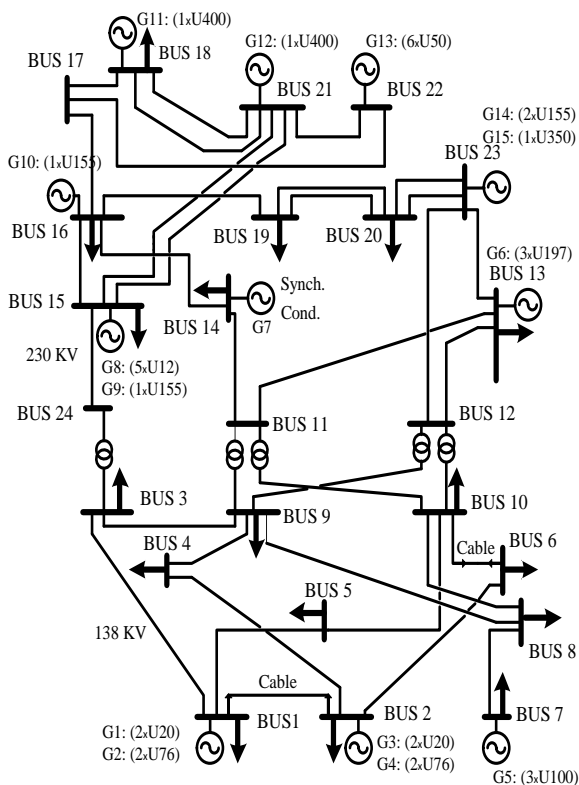 G11: (1xU400)
BUS 18
G12: (1xU400)
G13: (6xU50)
BUS 17
BUS 21
BUS 22
G14: (2xU155)
G15: (1xU350)
BUS 23
G10: (1xU155)
BUS 16
BUS 19
BUS 20
G6: (3xU197)
BUS 13
BUS 15
BUS 14
Synch.
Cond.
G7
230 KV
G8: (5xU12)
G9: (1xU155)
BUS 24
BUS 11
BUS 12
BUS 3
BUS 9
BUS 10
BUS 4
Cable
BUS 6
BUS 5
138 KV
BUS 8
Cable
BUS1
BUS 2
BUS 7
G1: (2xU20)
G2: (2xU76)
G3: (2xU20)
G4: (2xU76)
G5: (3xU100)